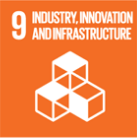 9 INDUSTRY, INNOVATION
AND INFRASTRUCTURE